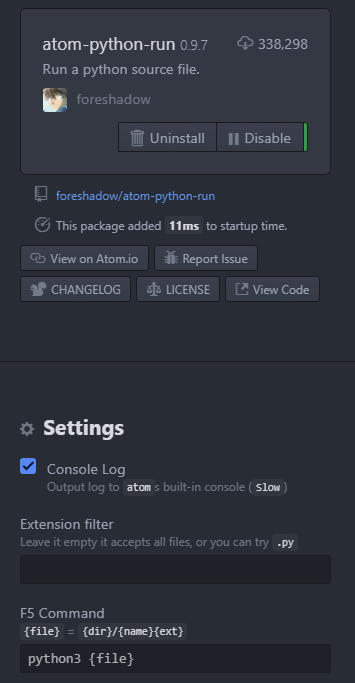 atom-python-run 0.9.7 338,298
Run a python source file.
foreshadow
Uninstall Disable
foreshadow/atom-python-run
This package added 11ms to startup time.
View on Atom.io Report Issue
CHANGELOG LICENSE View Code
Settings
Console Log
Output log to atom s built-in console ( Slow )
Extension filter
Leave it empty it accepts all files, or you can try .py
F5 Command
{file} = {dir}/{name}{ext}
python3 {file}